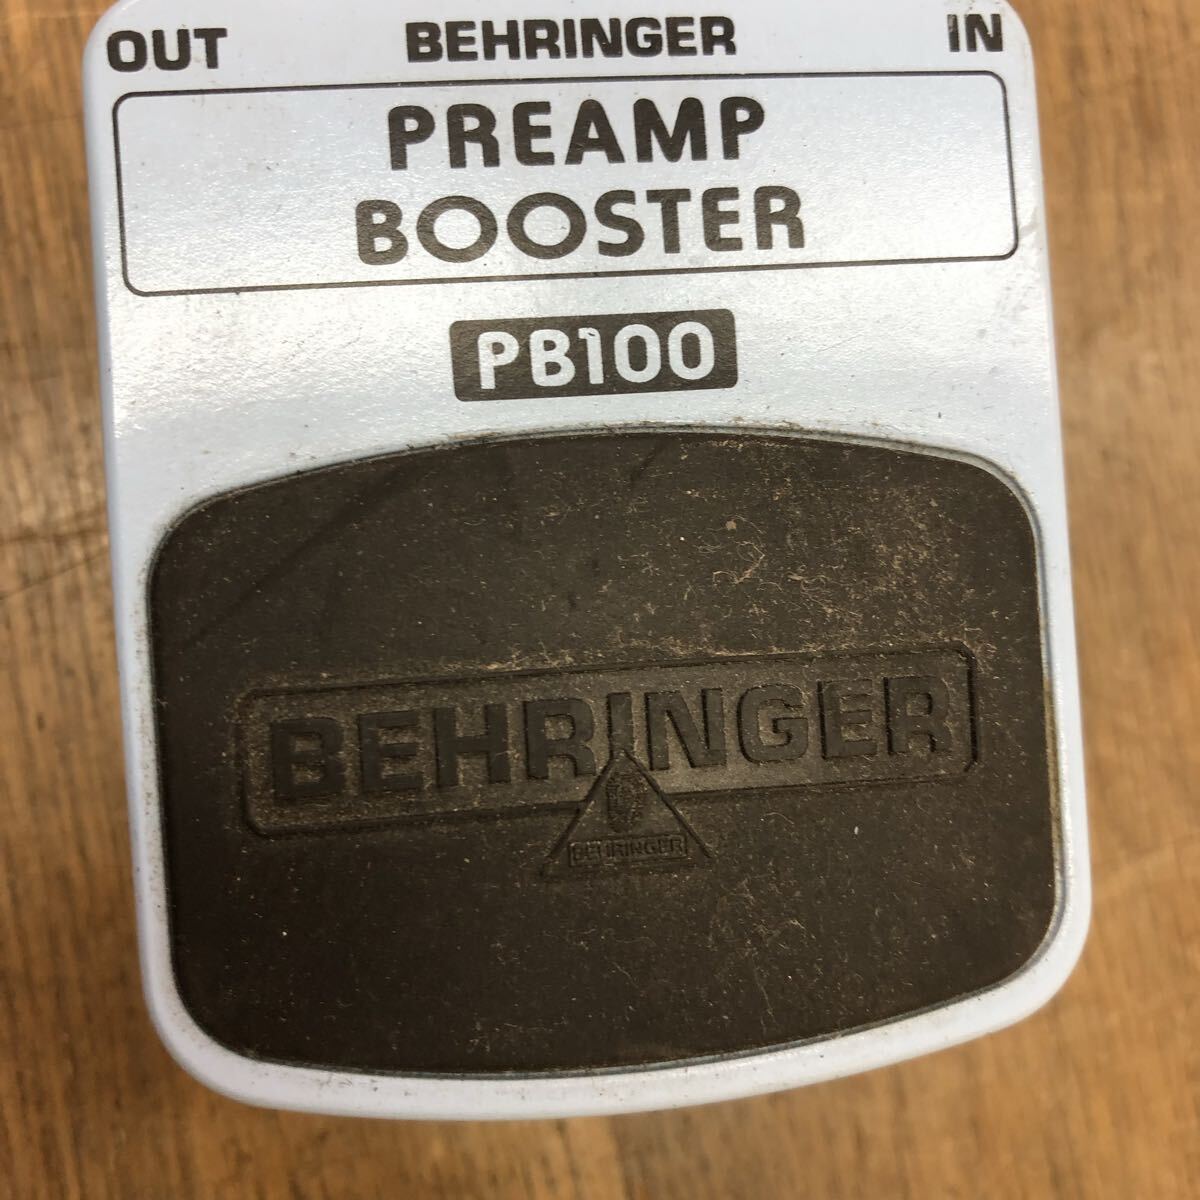 OUT BEHRINGER IN
PREAMP
BOOSTER
PB100
BEHRINGER
BEHRINGER